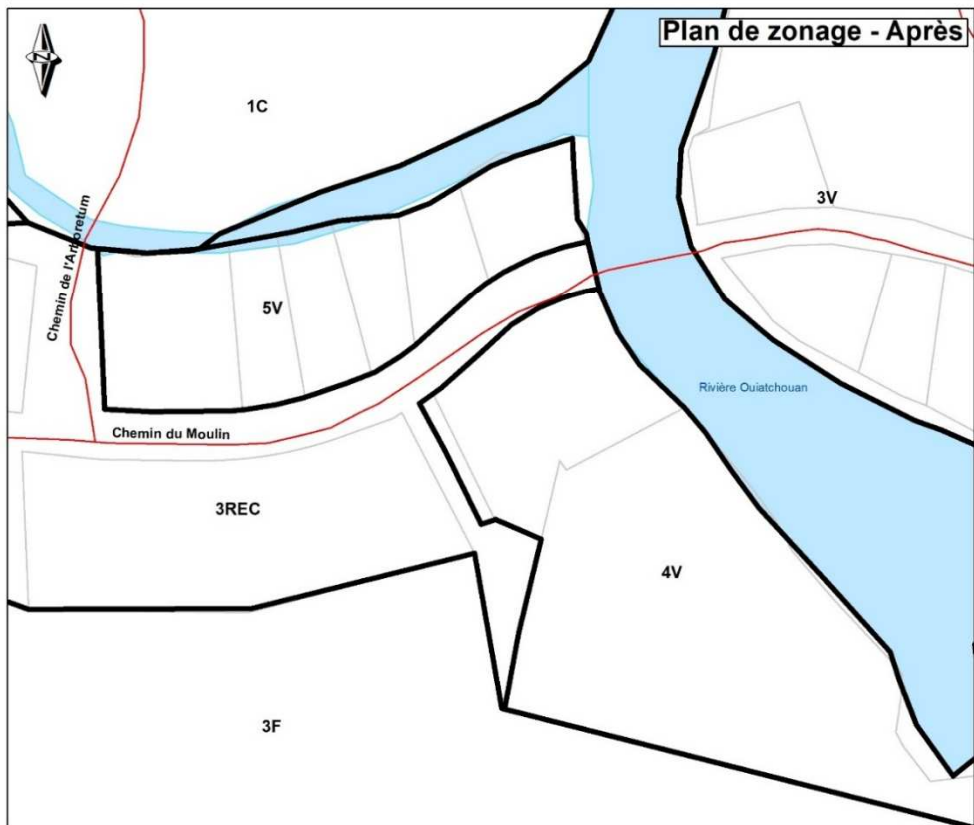 Plan de zonage - Après
N
1C
3V
Chemin de l'Arboretum
5V
Rivière Ouiatchouan
Chemin du Moulin
3REC
4V
3F